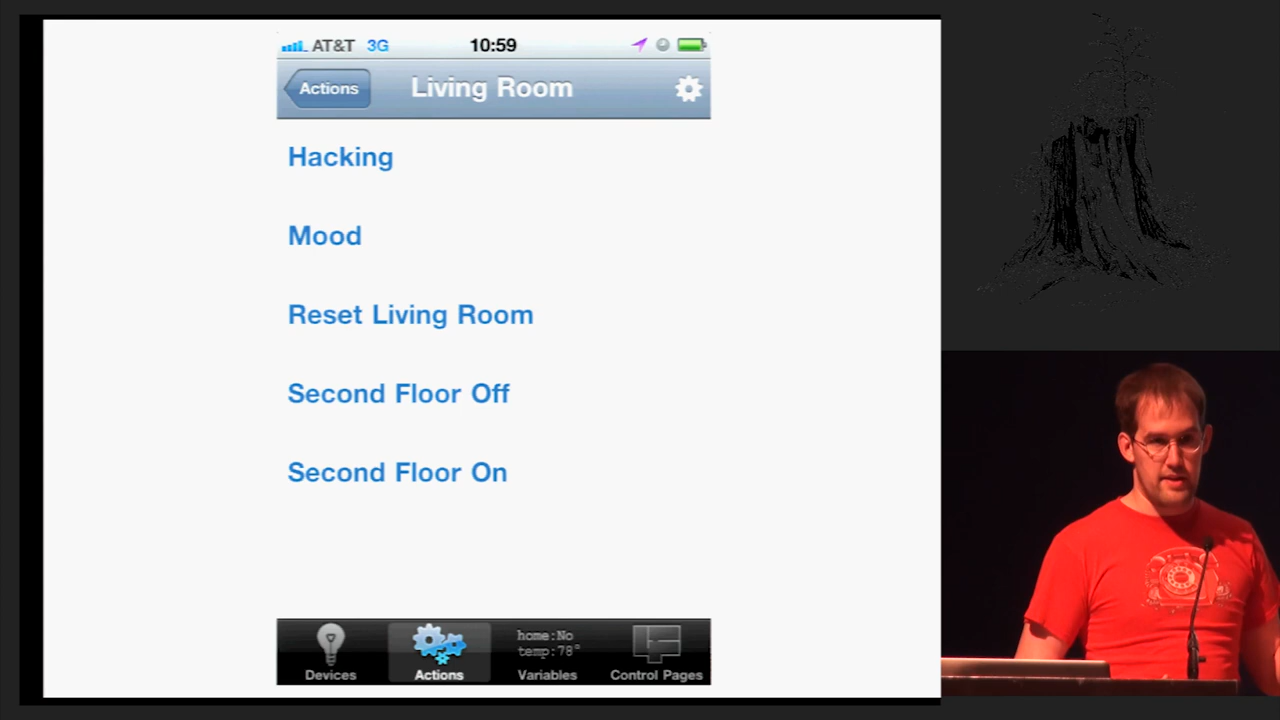 AT&T 3G 10:59
Actions Living Room
Hacking
Mood
Reset Living Room
Second Floor Off
Second Floor On
home:No
temp:78°
Devices Actions Variables Control Pages